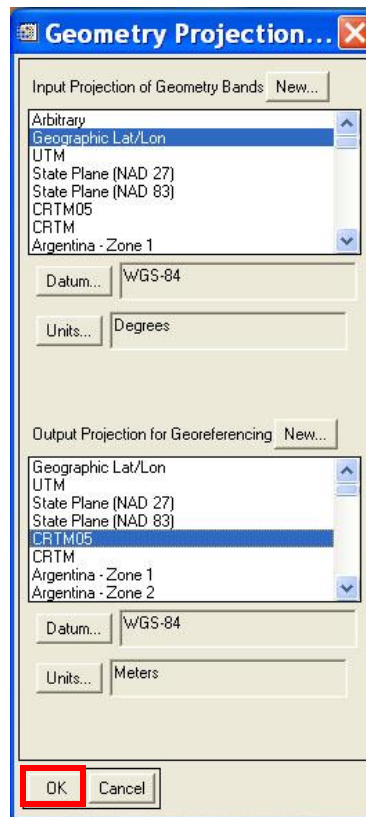 Geometry Projection...
Input Projection of Geometry Bands New...
Arbitrary
Geographic Lat/Lon
UTM
State Plane (NAD 27)
State Plane (NAD 83)
CRTM05
CRTM
Argentina - Zone 1
Datum... WGS-84
Units... Degrees
Output Projection for Georeferencing New...
Geographic Lat/Lon
UTM
State Plane (NAD 27)
State Plane (NAD 83)
CRTM05
CRTM
Argentina - Zone 1
Argentina - Zone 2
Datum... WGS-84
Units... Meters
OK Cancel